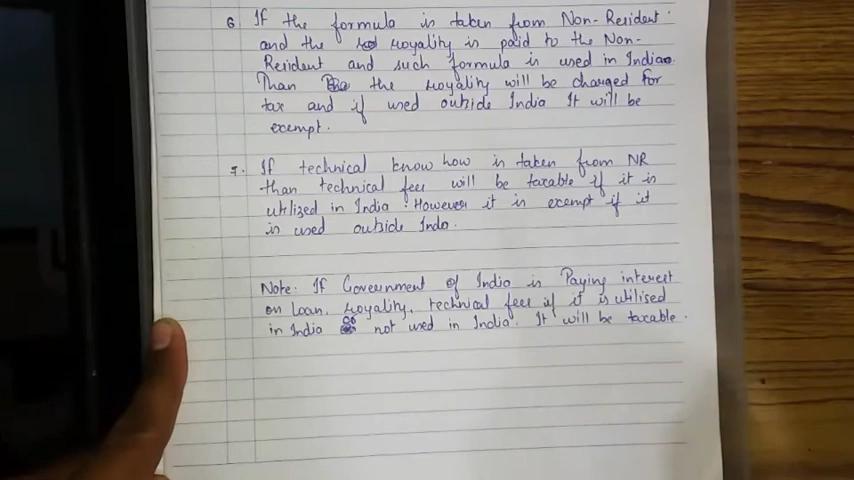 6 If the formula is taken from Non-Resident
and the royality is paid to the Non-
Resident and such formula is used in India
Than the royality will be charged for
tax and if used outside India It will be
exempt.
7. If technical know how is taken from NR
than technical fees will be taxable if it is
utilized in India. However it is exempt if it
is used outside Indo.
Note: If Government of India is Paying interest
on Loan, royality, technical fees if it is utilised
in India not used in India. It will be taxable.